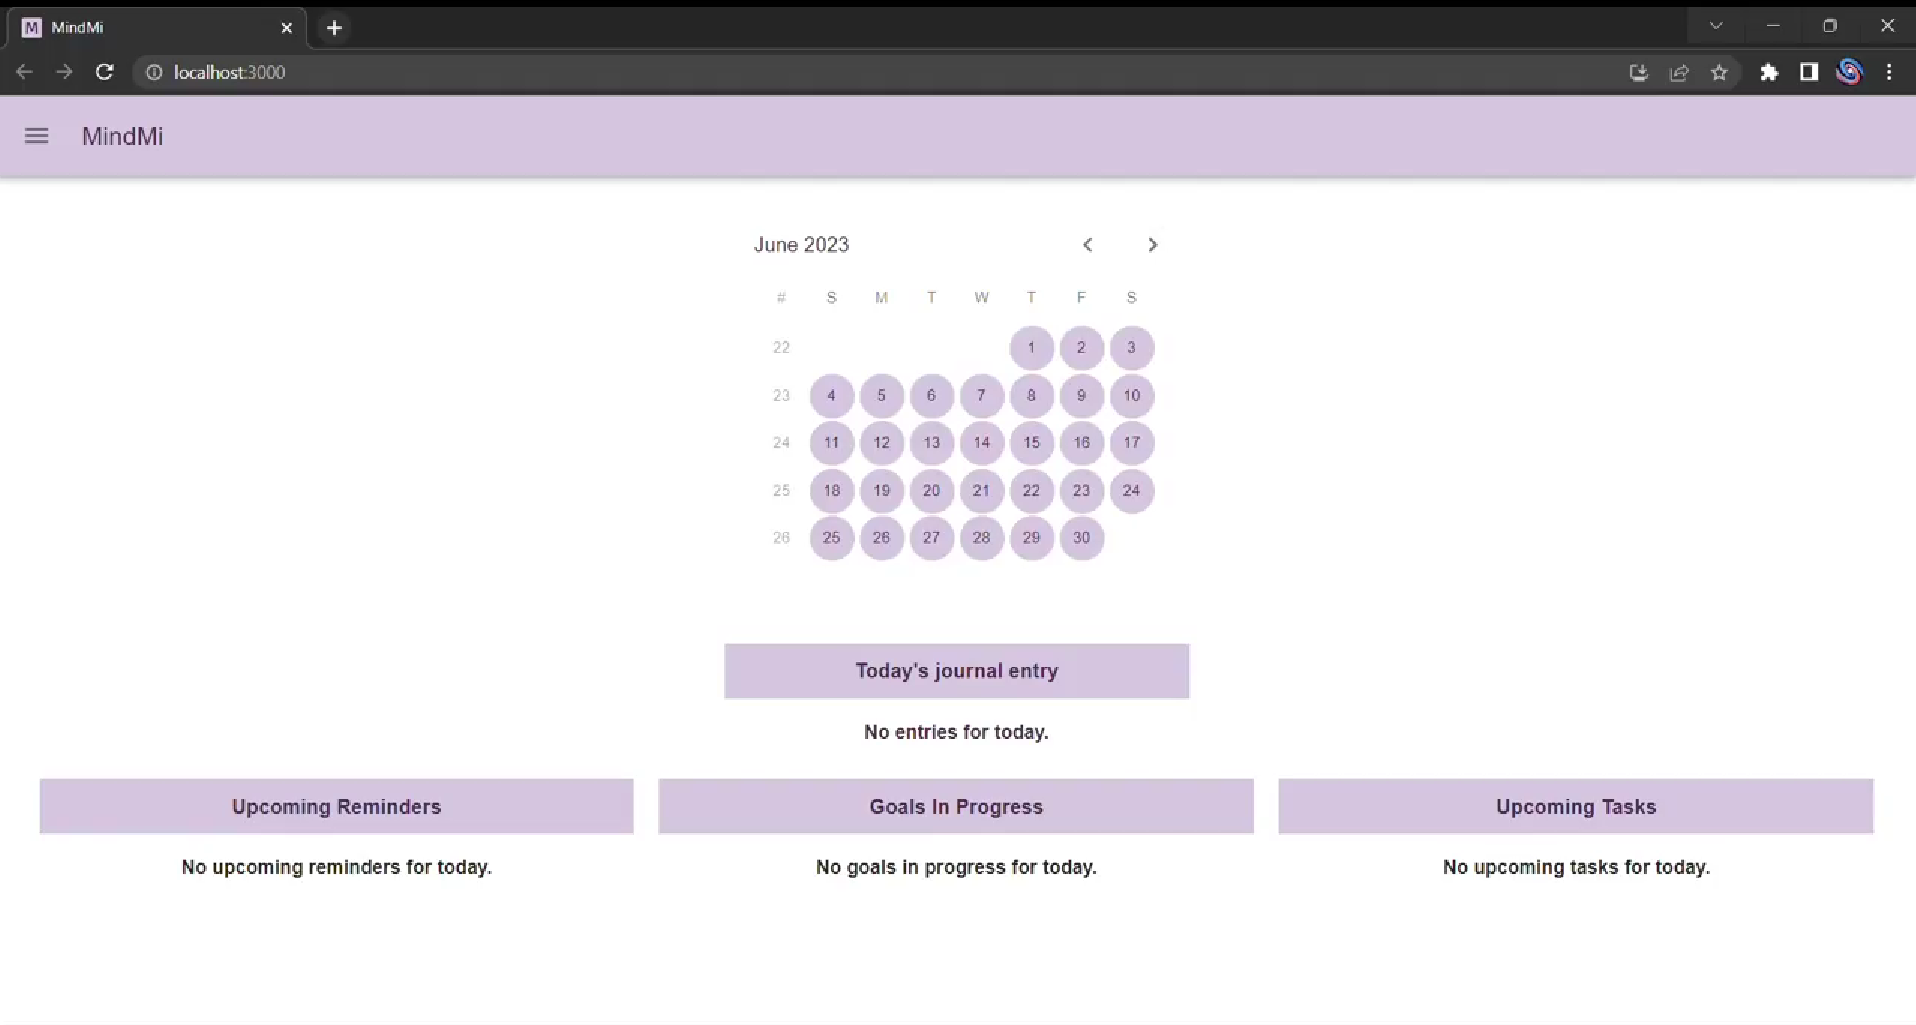 MindMi
localhost:3000
MindMi
June 2023
# S M T W T F S
22 1 2 3
23 4 5 6 7 8 9 10
24 11 12 13 14 15 16 17
25 18 19 20 21 22 23 24
26 25 26 27 28 29 30
Today's journal entry
No entries for today.
Upcoming Reminders Goals In Progress Upcoming Tasks
No upcoming reminders for today. No goals in progress for today. No upcoming tasks for today.